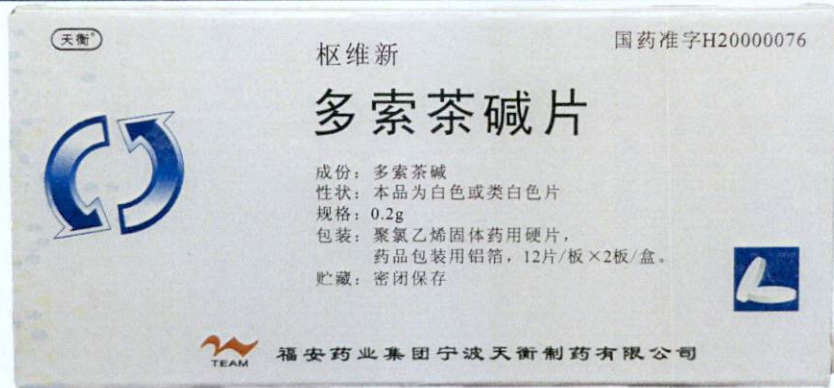 天衡®
国药准字H20000076
枢维新
多索茶碱片
成份：多索茶碱
性状：本品为白色或类白色片
规格：0.2g
包装：聚氯乙烯固体药用硬片，
药品包装用铝箔，12片/板×2板/盒。
贮藏：密闭保存
TEAM
福安药业集团宁波天衡制药有限公司